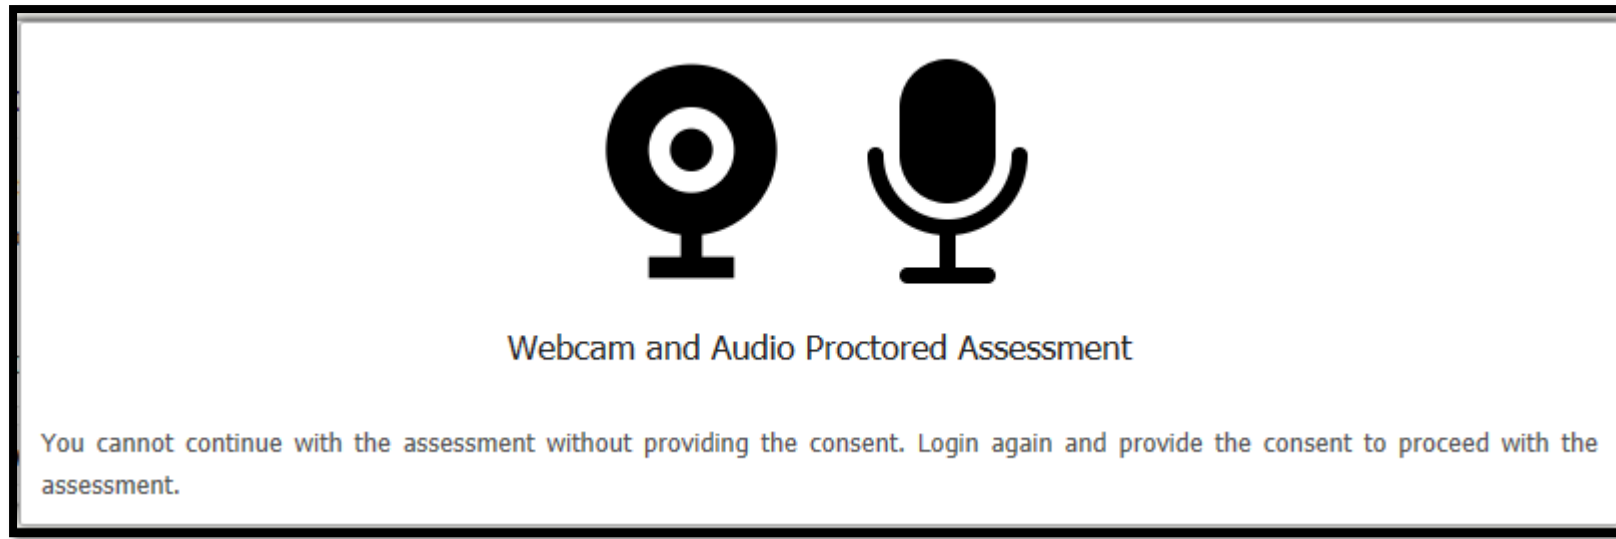 Webcam and Audio Proctored Assessment
You cannot continue with the assessment without providing the consent. Login again and provide the consent to proceed with the
assessment.